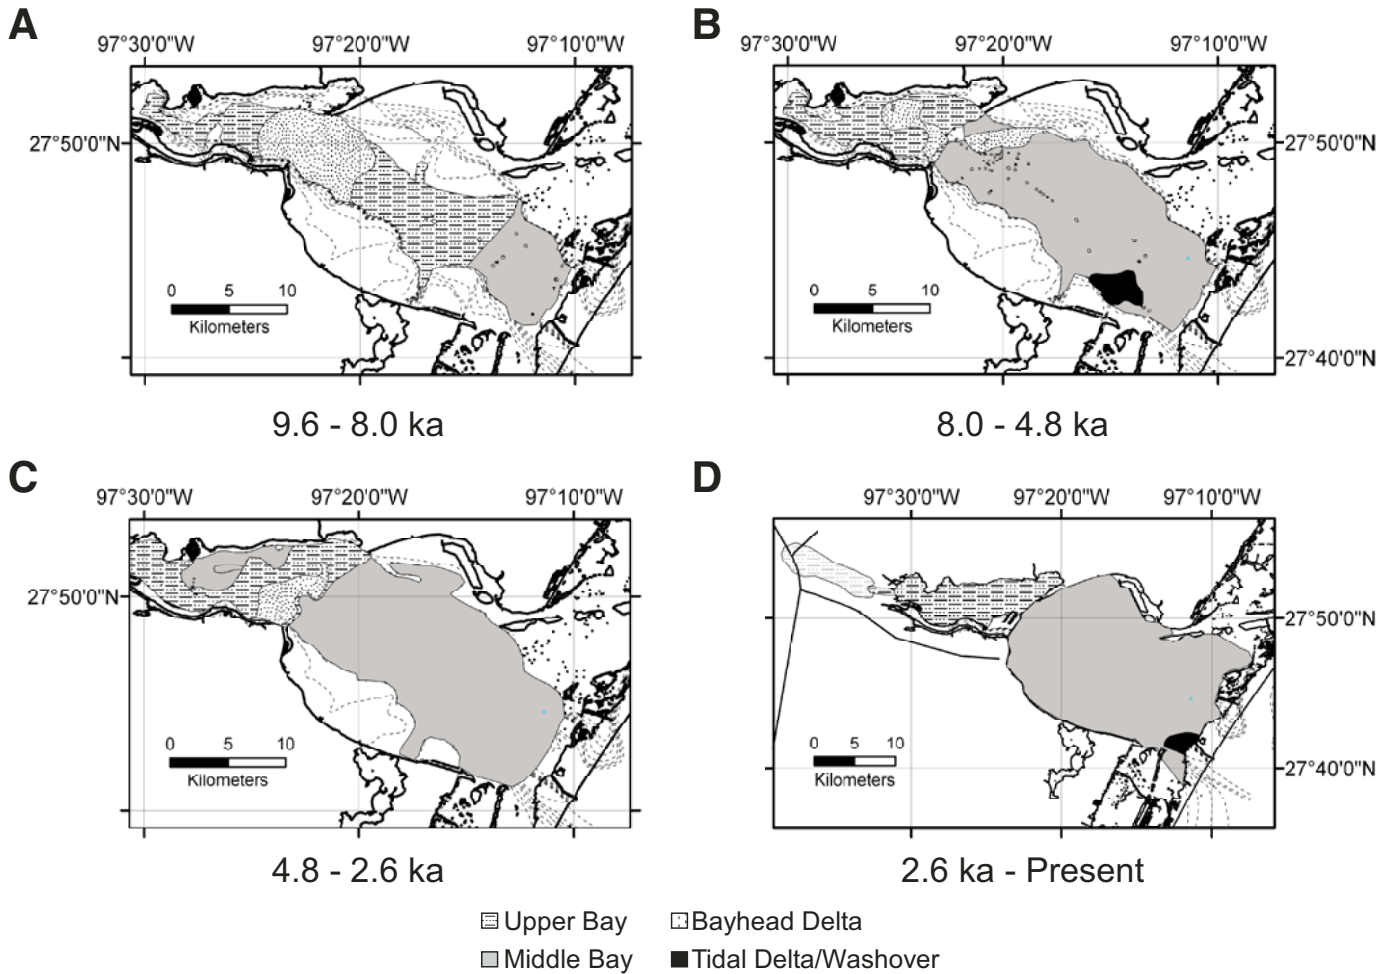 A
97°30'0"W 97°20'0"W 97°10'0"W
27°50'0"N
0 5 10
Kilometers
9.6 - 8.0 ka
B
97°30'0"W 97°20'0"W 97°10'0"W
27°50'0"N
0 5 10
Kilometers
27°40'0"N
8.0 - 4.8 ka
C
97°30'0"W 97°20'0"W 97°10'0"W
27°50'0"N
0 5 10
Kilometers
4.8 - 2.6 ka
D
97°30'0"W 97°20'0"W 97°10'0"W
27°50'0"N
0 5 10
Kilometers
27°40'0"N
2.6 ka - Present
Upper Bay Bayhead Delta
Middle Bay Tidal Delta/Washover